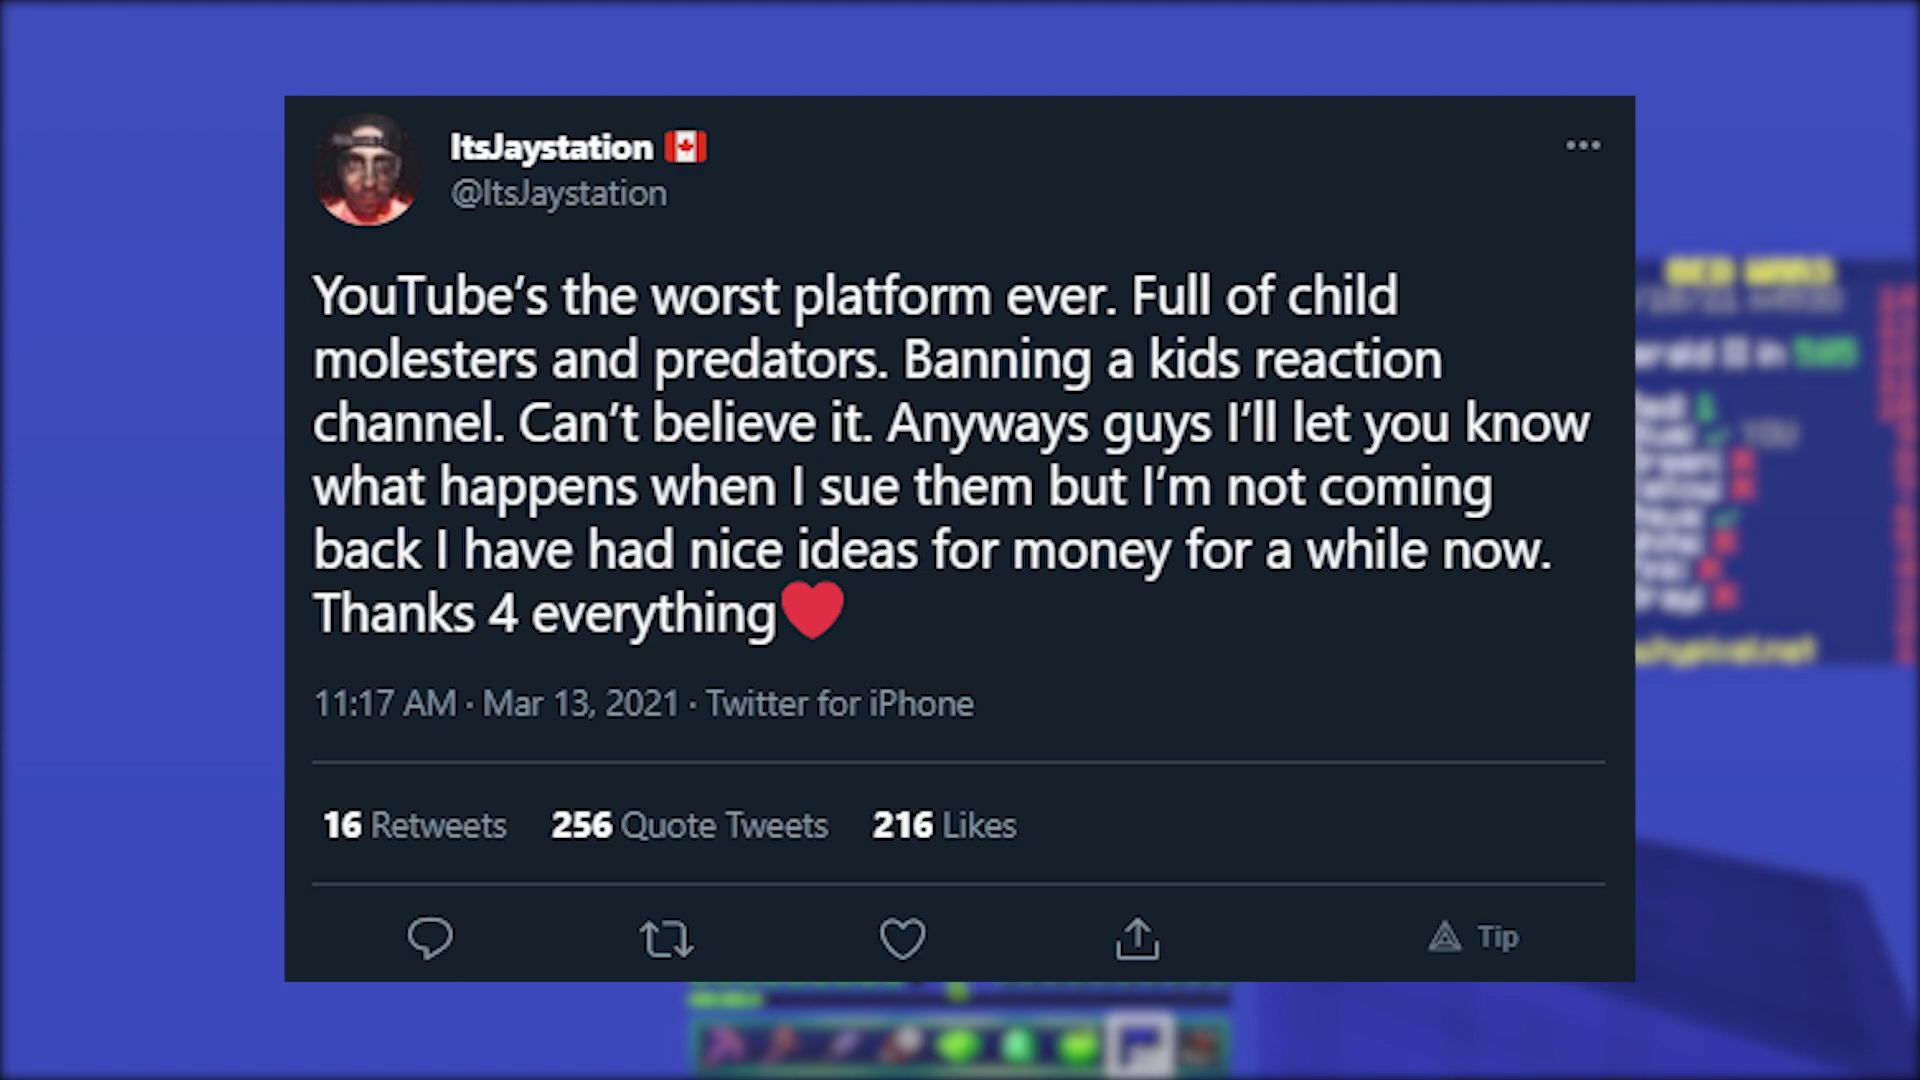 ItsJaystation 🇨🇦
@ItsJaystation
YouTube’s the worst platform ever. Full of child
molesters and predators. Banning a kids reaction
channel. Can’t believe it. Anyways guys I’ll let you know
what happens when I sue them but I’m not coming
back I have had nice ideas for money for a while now.
Thanks 4 everything❤️
11:17 AM · Mar 13, 2021 · Twitter for iPhone
16 Retweets 256 Quote Tweets 216 Likes
Tip
BED WARS
YOU